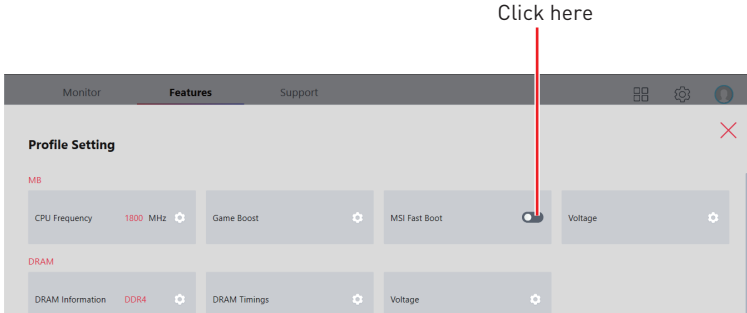 Click here
Monitor Features Support
Profile Setting
MB
CPU Frequency 1800 MHz Game Boost MSI Fast Boot Voltage
DRAM
DRAM Information DDR4 DRAM Timings Voltage